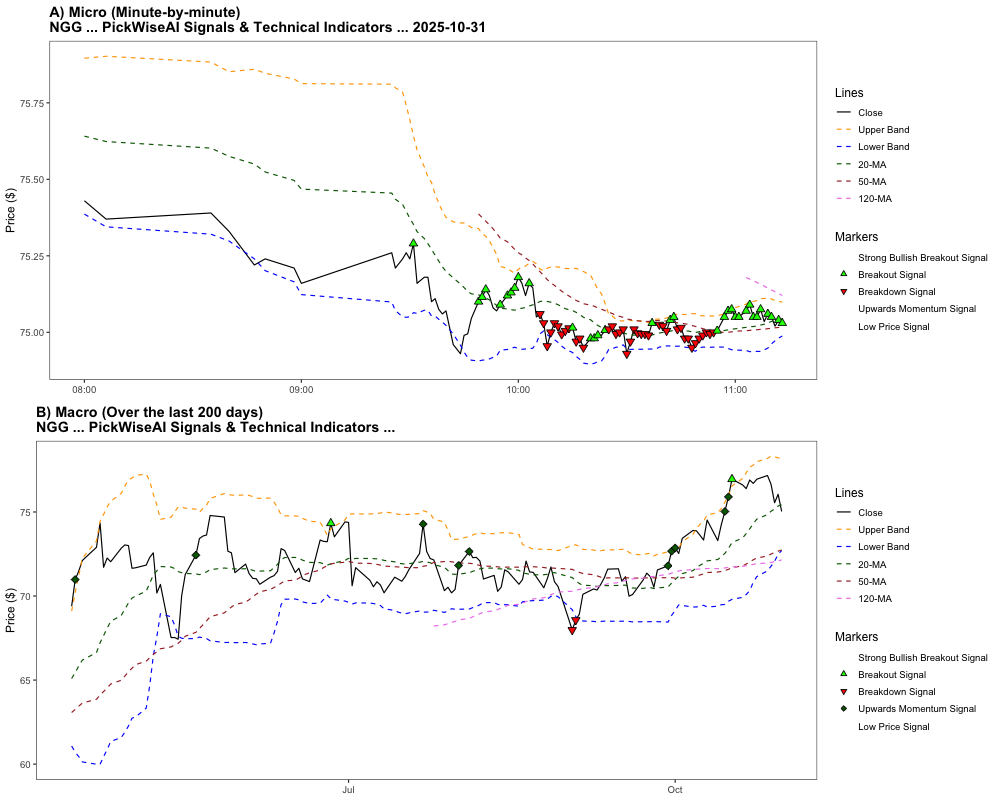 A) Micro (Minute-by-minute)
NGG ... PickWiseAI Signals & Technical Indicators ... 2025-10-31
Price ($)
75.75
75.50
75.25
75.00
08:00
09:00
10:00
11:00
Lines
Close
Upper Band
Lower Band
20-MA
50-MA
120-MA
Markers
Strong Bullish Breakout Signal
Breakout Signal
Breakdown Signal
Upwards Momentum Signal
Low Price Signal
B) Macro (Over the last 200 days)
NGG ... PickWiseAI Signals & Technical Indicators ...
Price ($)
75
70
65
60
Jul
Oct
Lines
Close
Upper Band
Lower Band
20-MA
50-MA
120-MA
Markers
Strong Bullish Breakout Signal
Breakout Signal
Breakdown Signal
Upwards Momentum Signal
Low Price Signal